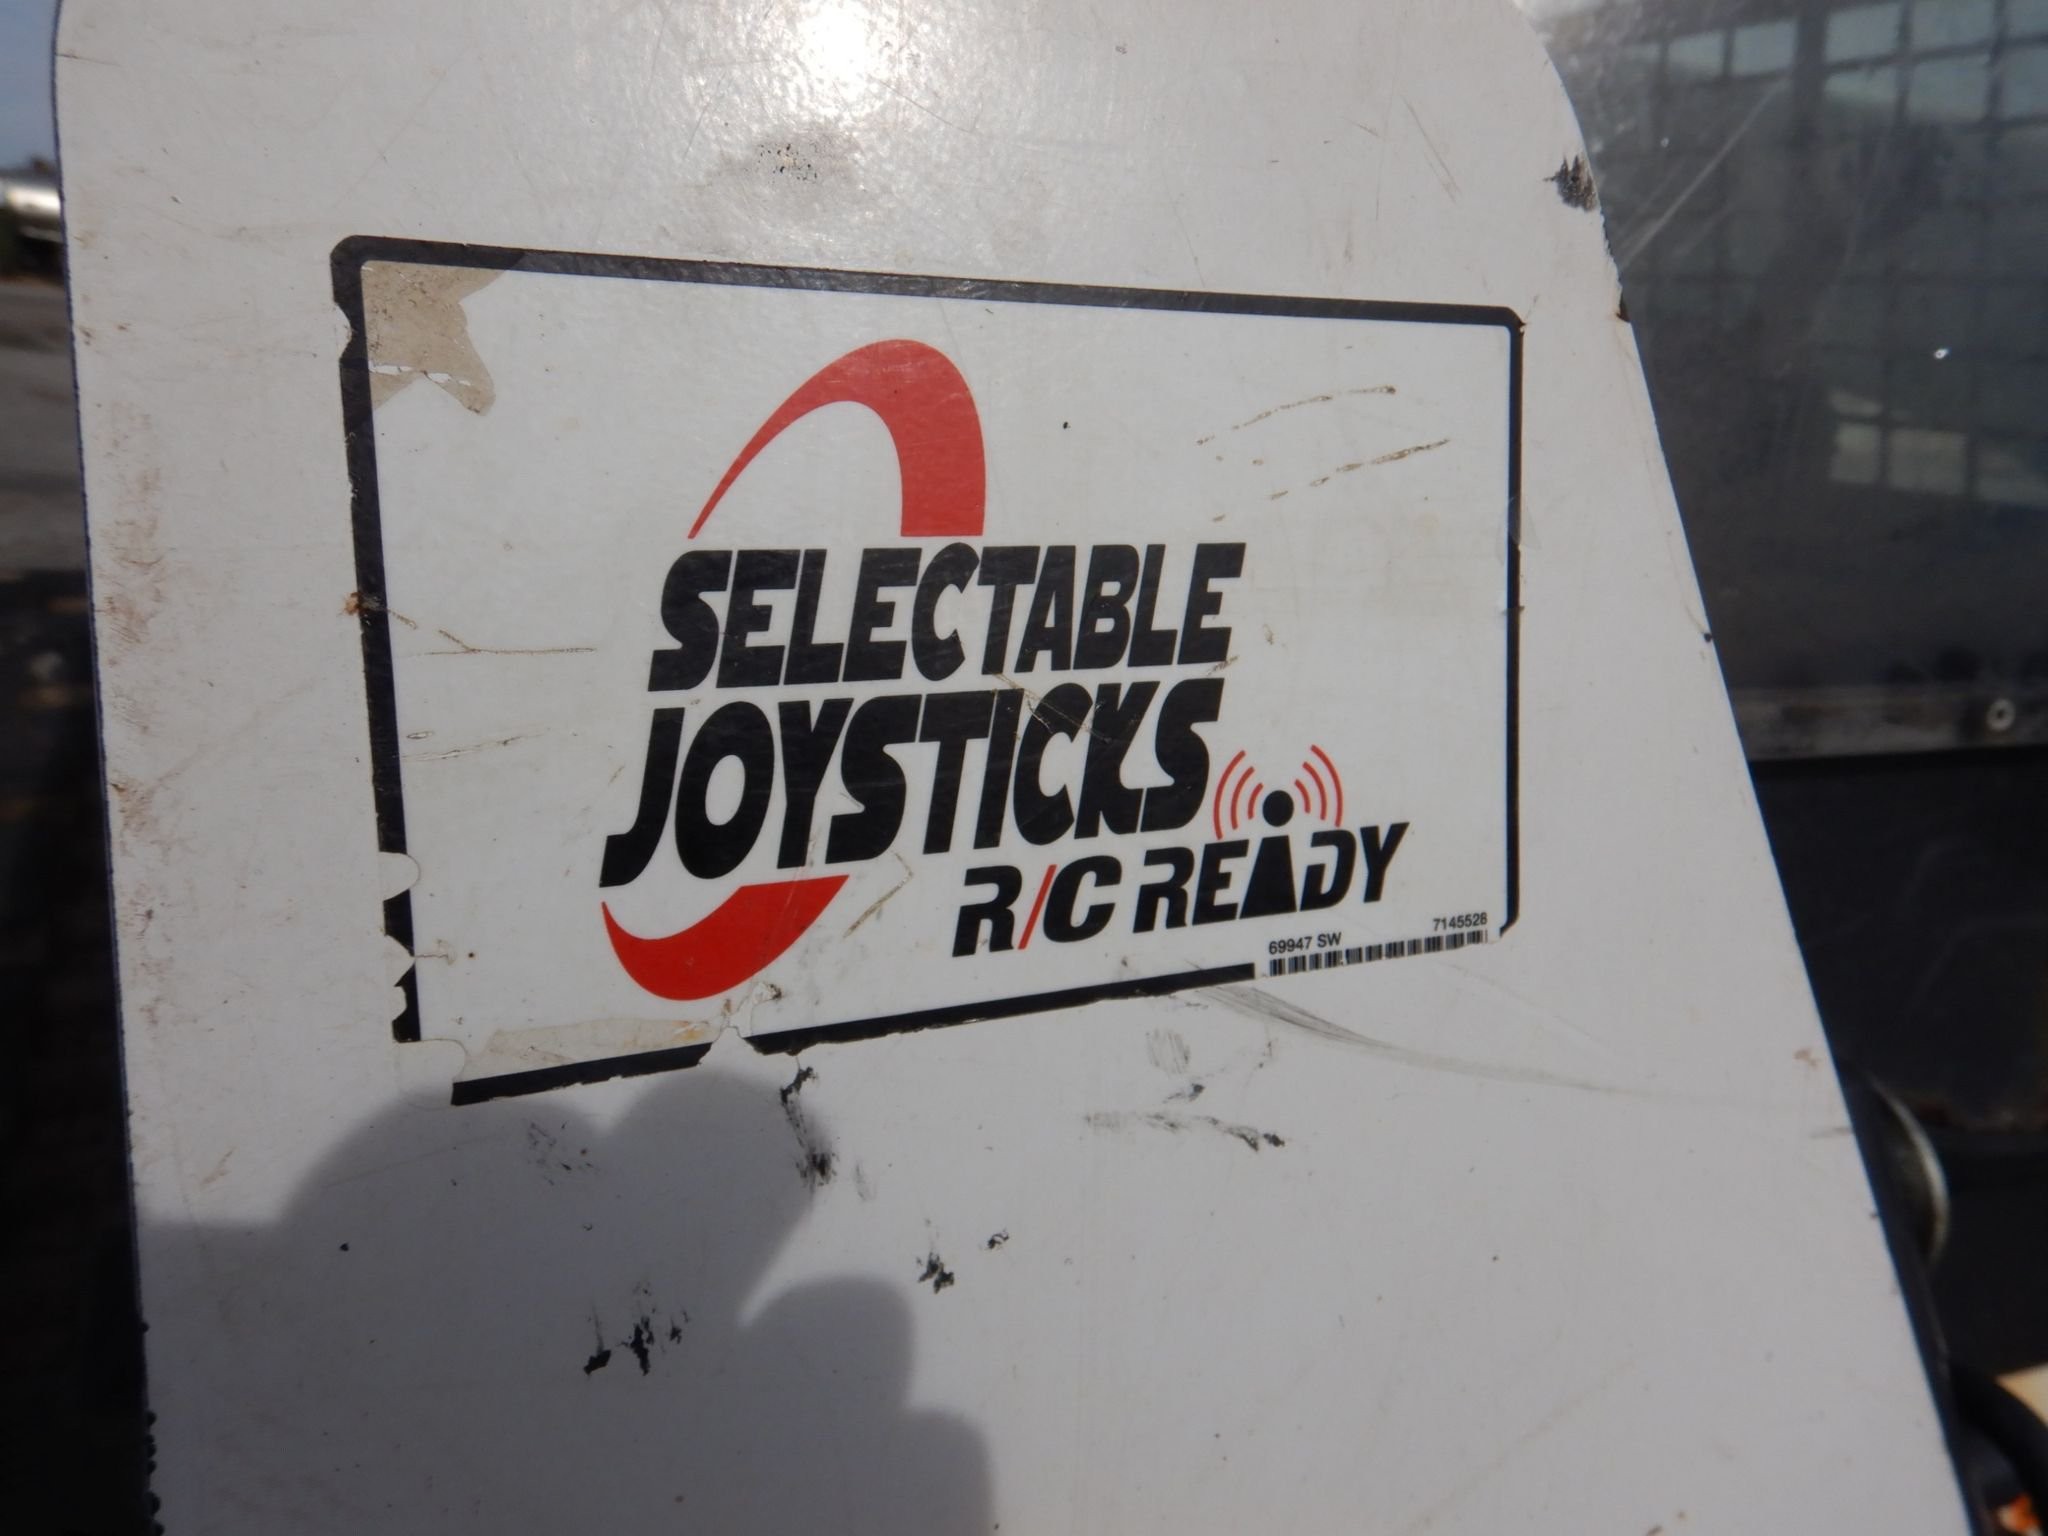 SELECTABLE
JOYSTICKS
R/C READY
69947 SW 7145528